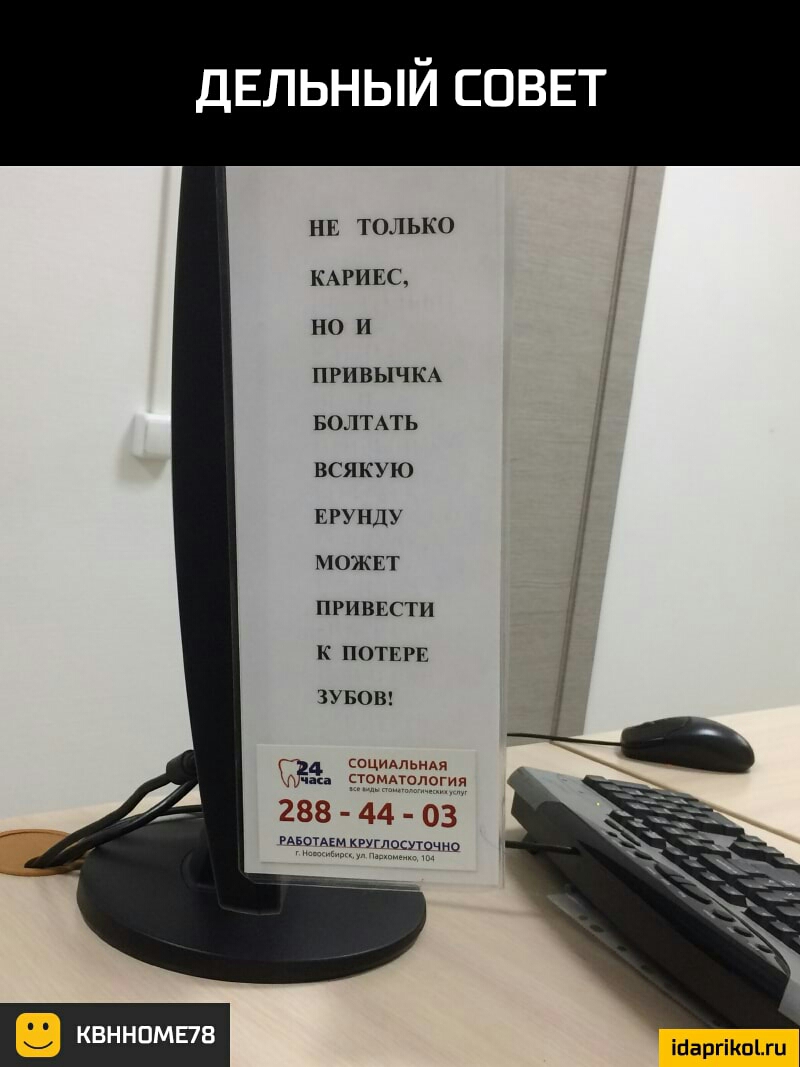 ДЕЛЬНЫЙ СОВЕТ
НЕ ТОЛЬКО
КАРИЕС,
НО И
ПРИВЫЧКА
БОЛТАТЬ
ВСЯКУЮ
ЕРУНДУ
МОЖЕТ
ПРИВЕСТИ
К ПОТЕРЕ
ЗУБОВ!
24 часа
СОЦИАЛЬНАЯ
СТОМАТОЛОГИЯ
все виды стоматологических услуг
288 - 44 - 03
РАБОТАЕМ КРУГЛОСУТОЧНО
г. Новосибирск, ул. Пархоменко, 104
КВННОМЕ78
idaprikol.ru